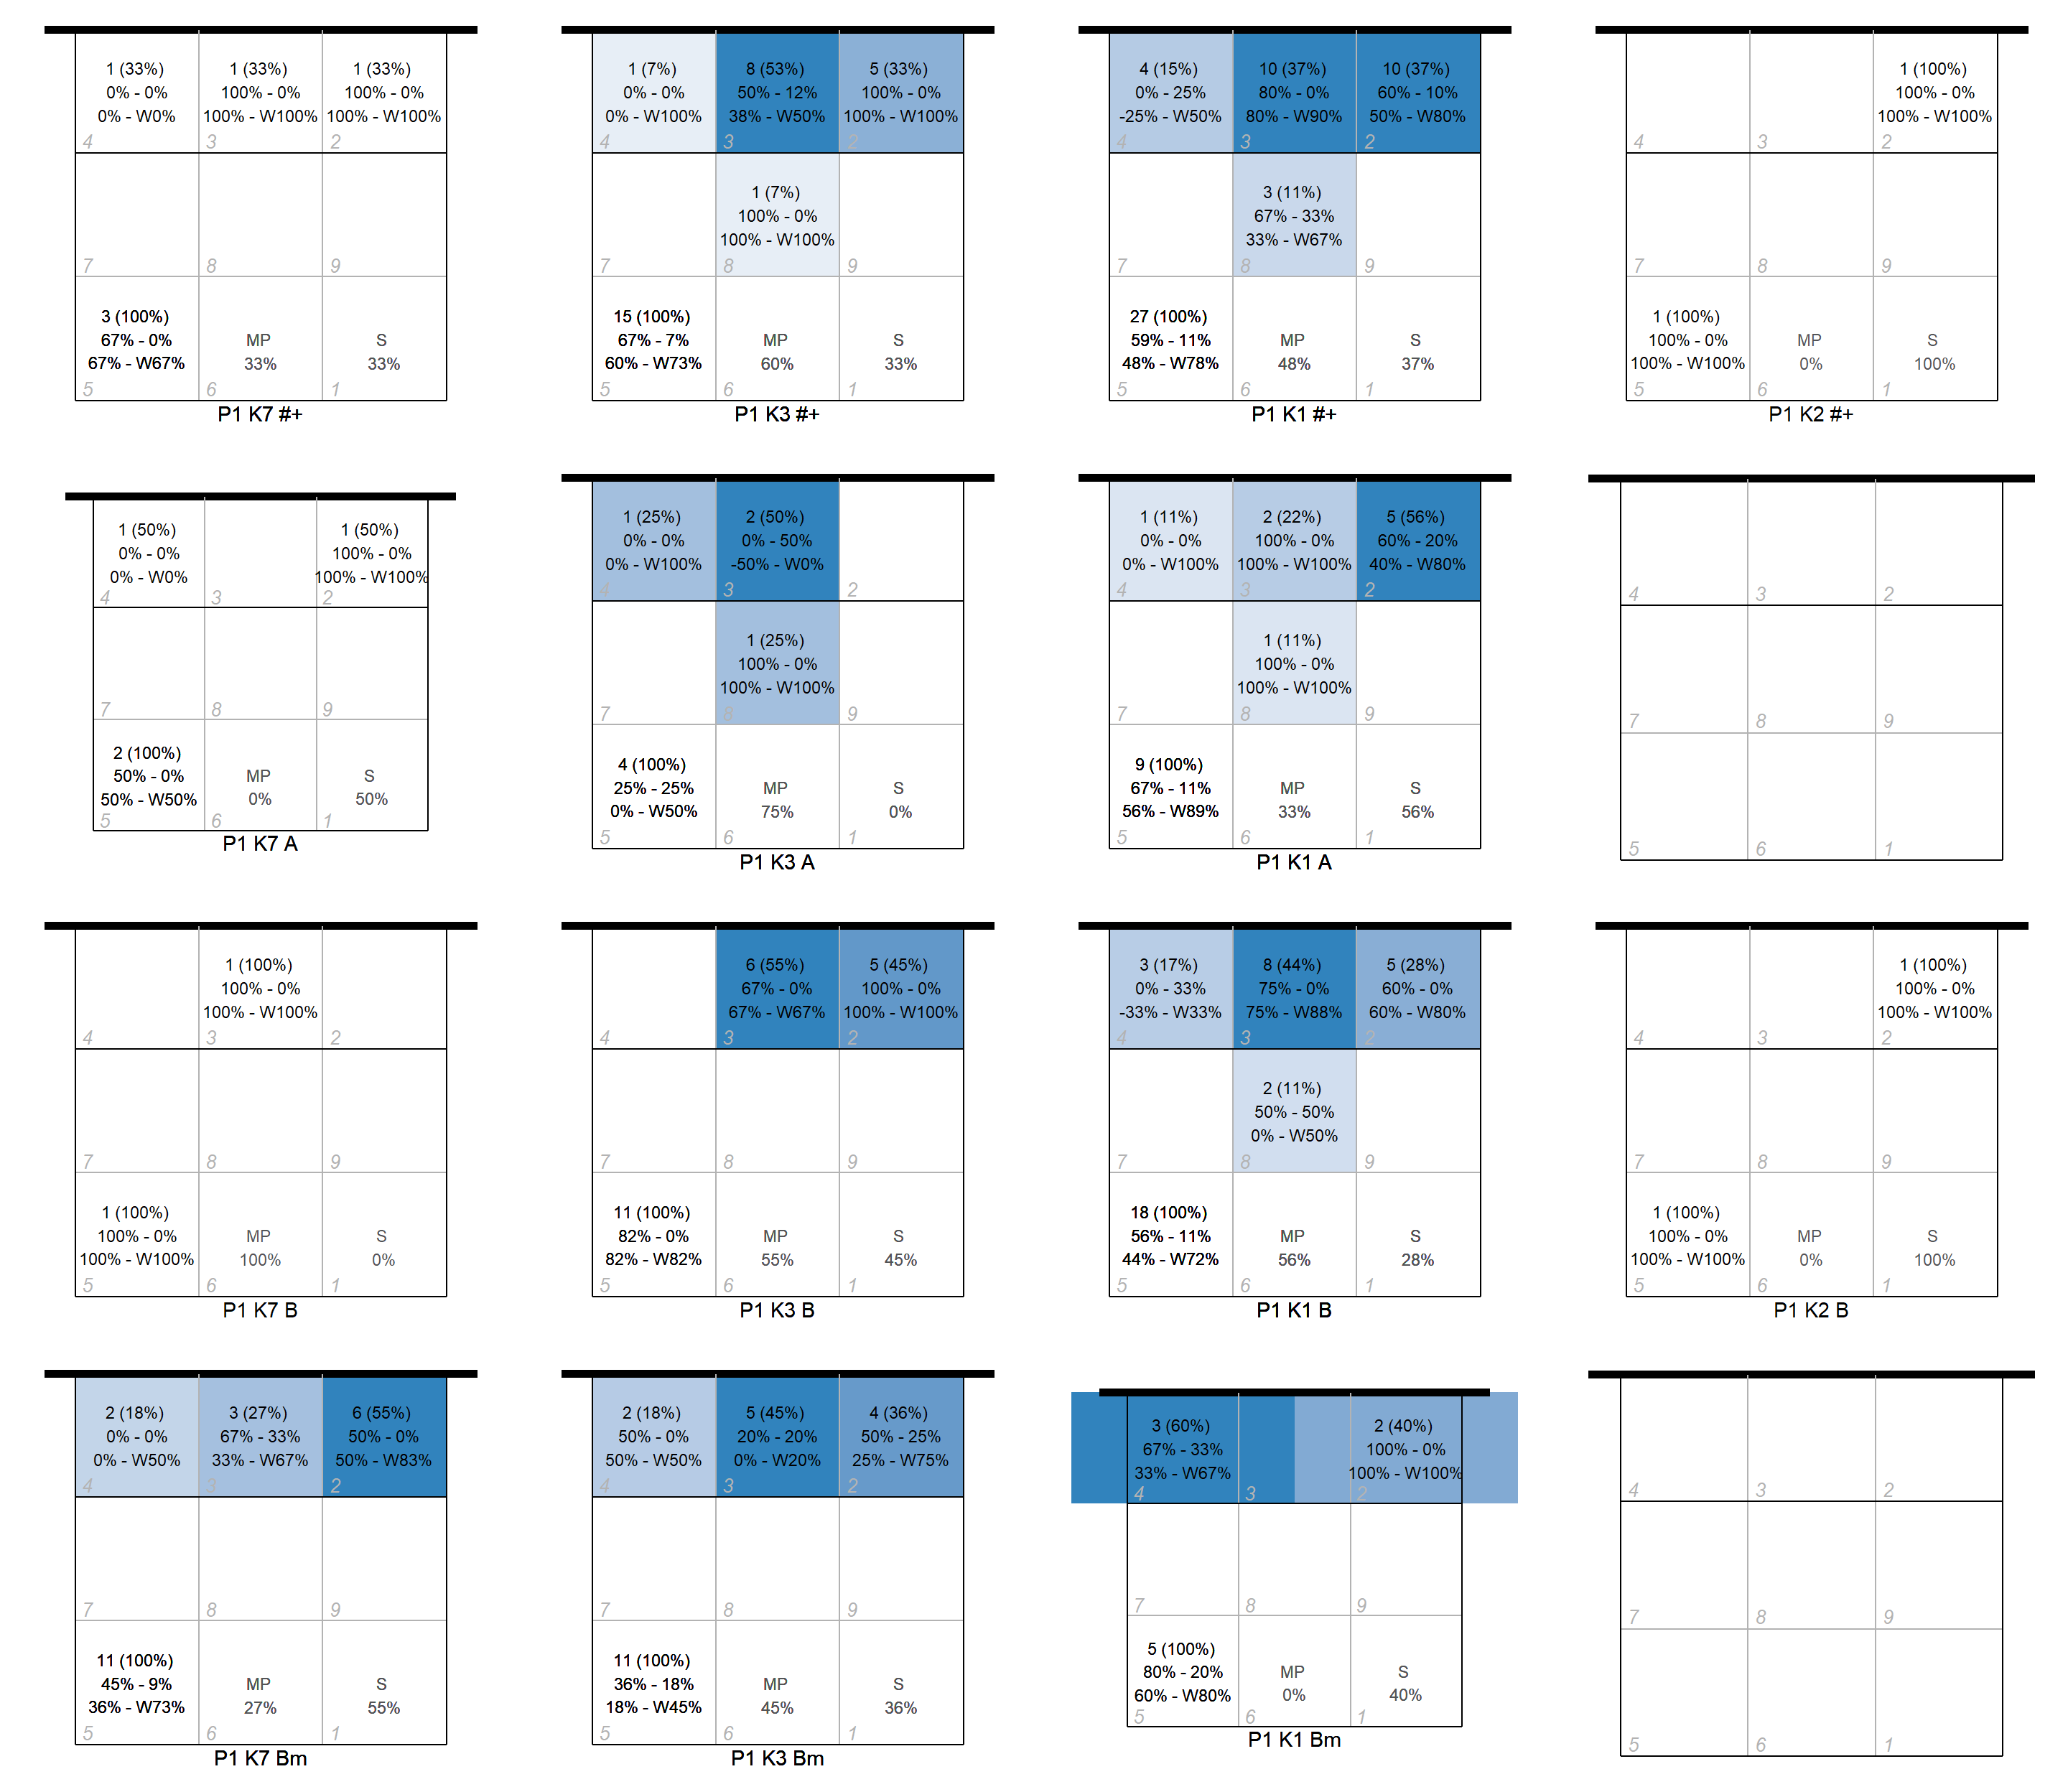 1 (33%)
0% - 0%
0% - W0%
4
1 (33%)
100% - 0%
100% - W100%
3
1 (33%)
100% - 0%
100% - W100%
2
7
8
9
3 (100%)
67% - 0%
67% - W67%
5
MP
33%
6
S
33%
1
P1 K7 #+
1 (7%)
0% - 0%
0% - W100%
4
8 (53%)
50% - 12%
38% - W50%
3
5 (33%)
100% - 0%
100% - W100%
2
7
1 (7%)
100% - 0%
100% - W100%
8
9
15 (100%)
67% - 7%
60% - W73%
5
MP
60%
6
S
33%
1
P1 K3 #+
4 (15%)
0% - 25%
-25% - W50%
4
10 (37%)
80% - 0%
80% - W90%
3
10 (37%)
60% - 10%
50% - W80%
2
7
3 (11%)
67% - 33%
33% - W67%
8
9
27 (100%)
59% - 11%
48% - W78%
5
MP
48%
6
S
37%
1
P1 K1 #+
4
3
1 (100%)
100% - 0%
100% - W100%
2
7
8
9
1 (100%)
100% - 0%
100% - W100%
5
MP
0%
6
S
100%
1
P1 K2 #+
1 (50%)
0% - 0%
0% - W0%
4
3
1 (50%)
100% - 0%
100% - W100%
2
7
8
9
2 (100%)
50% - 0%
50% - W50%
5
MP
0%
6
S
50%
1
P1 K7 A
1 (25%)
0% - 0%
0% - W100%
4
2 (50%)
0% - 50%
-50% - W0%
3
2
7
1 (25%)
100% - 0%
100% - W100%
8
9
4 (100%)
25% - 25%
0% - W50%
5
MP
75%
6
S
0%
1
P1 K3 A
1 (11%)
0% - 0%
0% - W100%
4
2 (22%)
100% - 0%
100% - W100%
3
5 (56%)
60% - 20%
40% - W80%
2
7
1 (11%)
100% - 0%
100% - W100%
8
9
9 (100%)
67% - 11%
56% - W89%
5
MP
33%
6
S
56%
1
P1 K1 A
4
3
2
7
8
9
5
6
1
4
1 (100%)
100% - 0%
100% - W100%
3
2
7
8
9
1 (100%)
100% - 0%
100% - W100%
5
MP
100%
6
S
0%
1
P1 K7 B
4
6 (55%)
67% - 0%
67% - W67%
3
5 (45%)
100% - 0%
100% - W100%
2
7
8
9
11 (100%)
82% - 0%
82% - W82%
5
MP
55%
6
S
45%
1
P1 K3 B
3 (17%)
0% - 33%
-33% - W33%
4
8 (44%)
75% - 0%
75% - W88%
3
5 (28%)
60% - 0%
60% - W80%
2
7
2 (11%)
50% - 50%
0% - W50%
8
9
18 (100%)
56% - 11%
44% - W72%
5
MP
56%
6
S
28%
1
P1 K1 B
4
3
1 (100%)
100% - 0%
100% - W100%
2
7
8
9
1 (100%)
100% - 0%
100% - W100%
5
MP
0%
6
S
100%
1
P1 K2 B
2 (18%)
0% - 0%
0% - W50%
4
3 (27%)
67% - 33%
33% - W67%
3
6 (55%)
50% - 0%
50% - W83%
2
7
8
9
11 (100%)
45% - 9%
36% - W73%
5
MP
27%
6
S
55%
1
P1 K7 Bm
2 (18%)
50% - 0%
50% - W50%
4
5 (45%)
20% - 20%
0% - W20%
3
4 (36%)
50% - 25%
25% - W75%
2
7
8
9
11 (100%)
36% - 18%
18% - W45%
5
MP
45%
6
S
36%
1
P1 K3 Bm
3 (60%)
67% - 33%
33% - W67%
4
3
2 (40%)
100% - 0%
100% - W100%
2
7
8
9
5 (100%)
80% - 20%
60% - W80%
5
MP
0%
6
S
40%
1
P1 K1 Bm
4
3
2
7
8
9
5
6
1